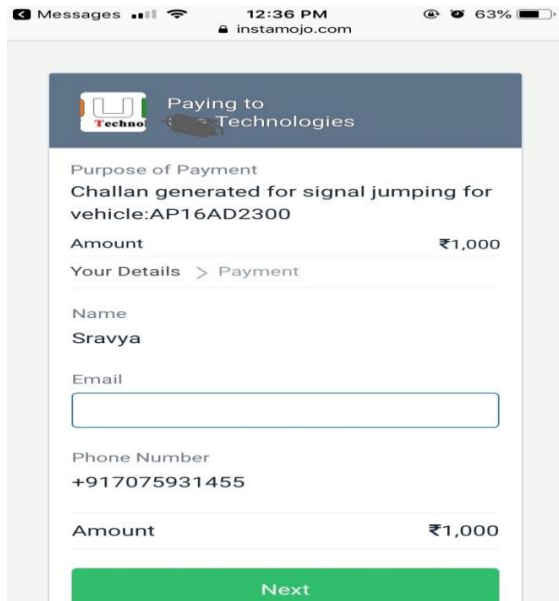 Messages 12:36 PM 63%
instamojo.com
Techno
Paying to
Technologies
Purpose of Payment
Challan generated for signal jumping for
vehicle:AP16AD2300
Amount ₹1,000
Your Details > Payment
Name
Sravya
Email
Phone Number
+917075931455
Amount ₹1,000
Next